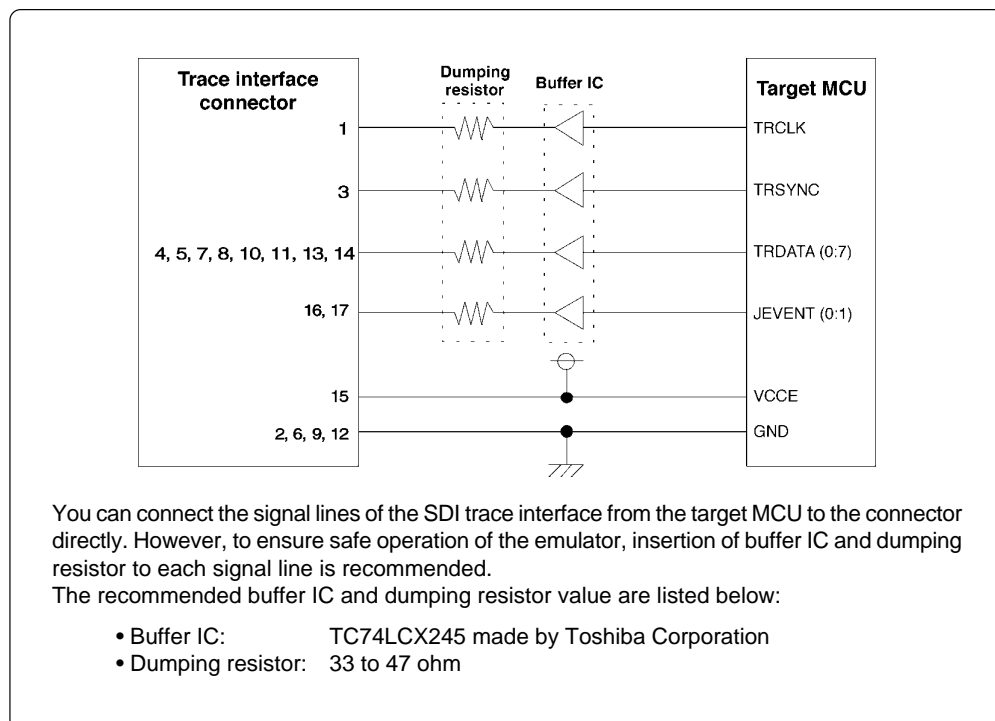 Trace interface
connector
Dumping
resistor
Buffer IC
Target MCU
1
TRCLK
3
TRSYNC
4, 5, 7, 8, 10, 11, 13, 14
TRDATA (0:7)
16, 17
JEVENT (0:1)
15
VCCE
2, 6, 9, 12
GND
You can connect the signal lines of the SDI trace interface from the target MCU to the connector
directly. However, to ensure safe operation of the emulator, insertion of buffer IC and dumping
resistor to each signal line is recommended.
The recommended buffer IC and dumping resistor value are listed below:
• Buffer IC: TC74LCX245 made by Toshiba Corporation
• Dumping resistor: 33 to 47 ohm